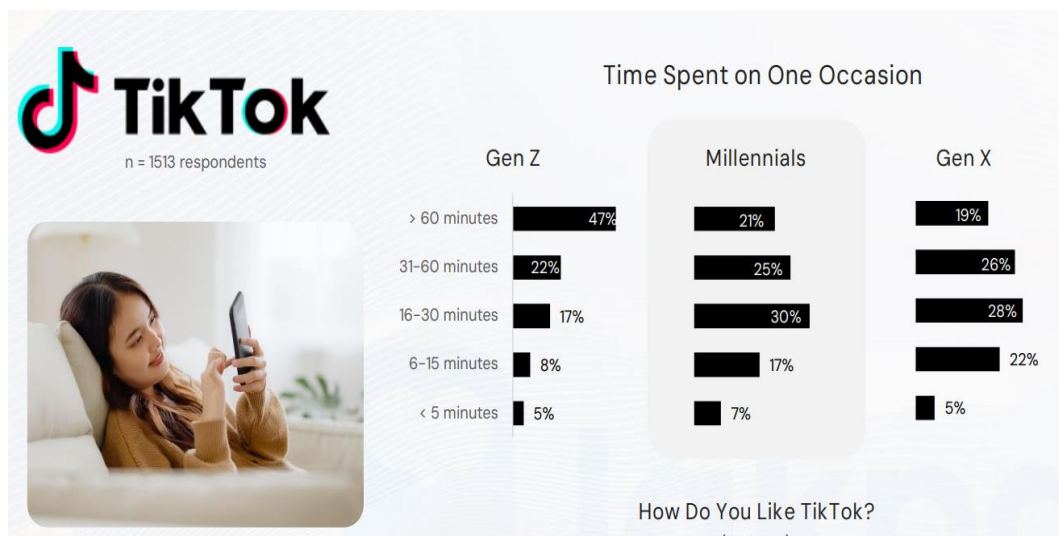 TikTok
n = 1513 respondents
Time Spent on One Occasion
Gen Z Millennials Gen X
> 60 minutes 47% 21% 19%
31-60 minutes 22% 25% 26%
16-30 minutes 17% 30% 28%
6-15 minutes 8% 17% 22%
< 5 minutes 5% 7% 5%
How Do You Like TikTok?